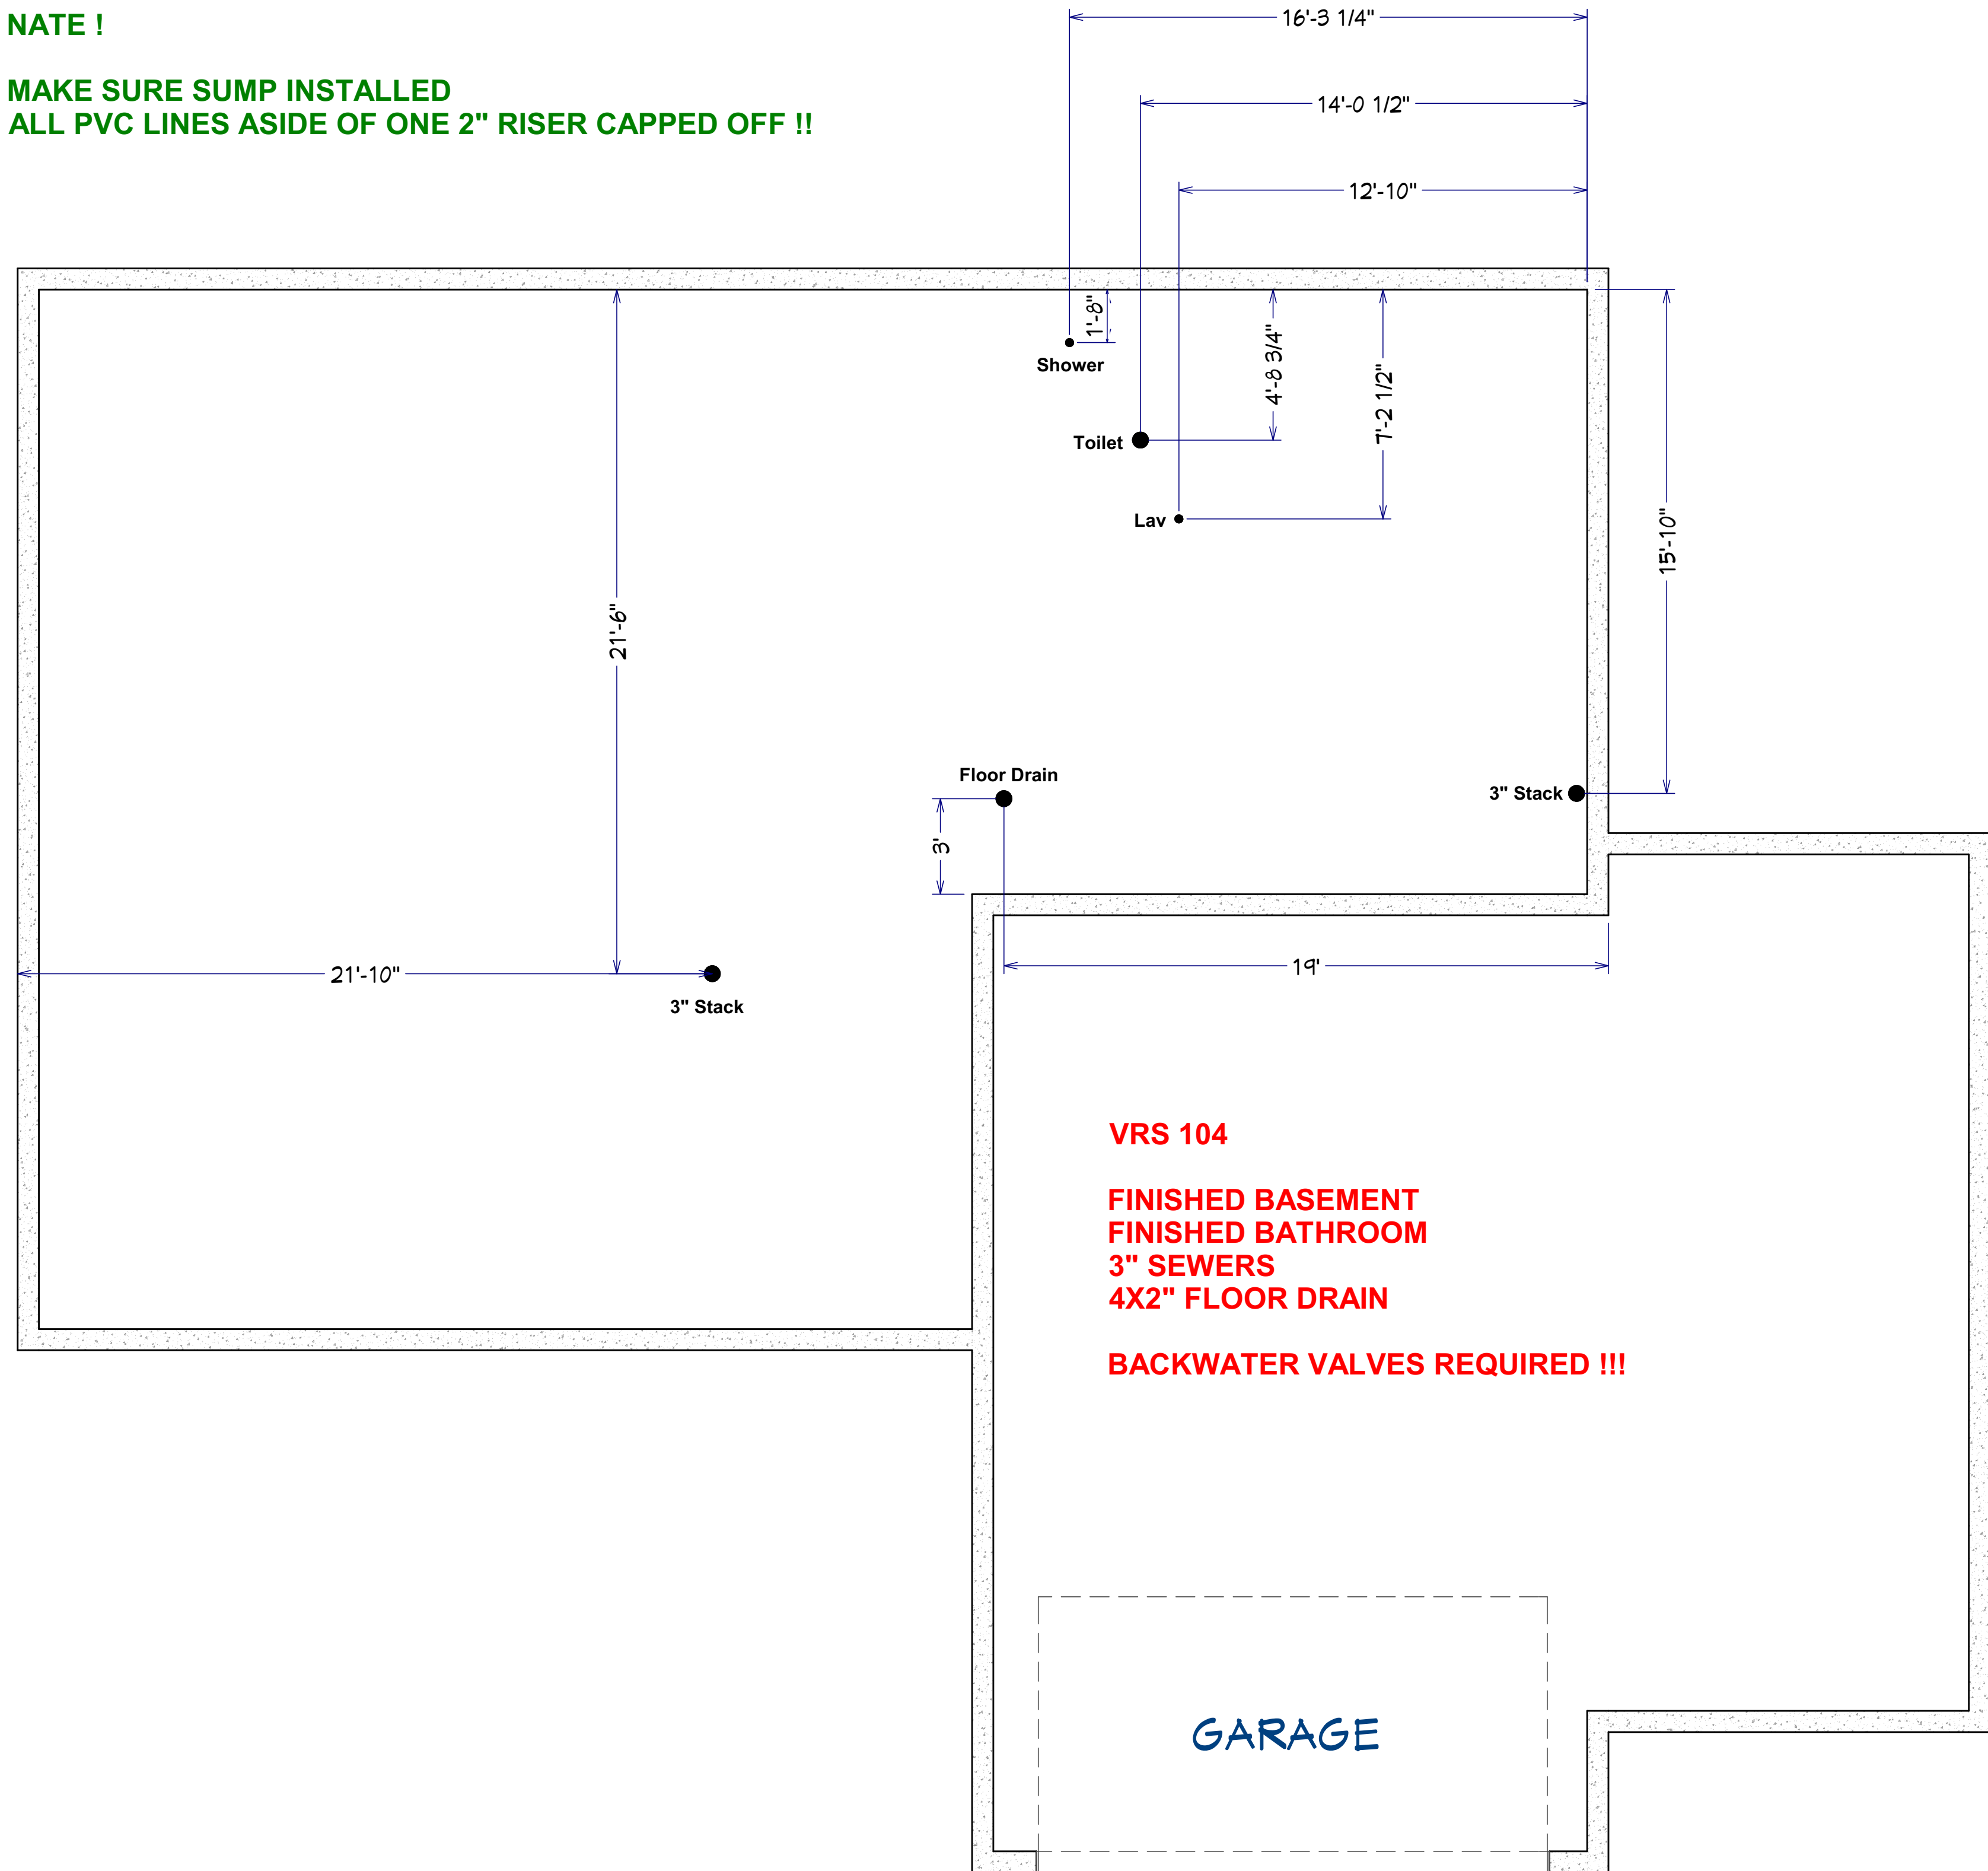 NATE !
MAKE SURE SUMP INSTALLED
ALL PVC LINES ASIDE OF ONE 2" RISER CAPPED OFF !!
16'-3 1/4"
14'-0 1/2"
12'-10"
1'-8"
Shower
4'-8 3/4"
7'-2 1/2"
Toilet
Lav
15'-10"
21'-6"
Floor Drain
3" Stack
3'
19'
21'-10"
3" Stack
VRS 104
FINISHED BASEMENT
FINISHED BATHROOM
3" SEWERS
4X2" FLOOR DRAIN
BACKWATER VALVES REQUIRED !!!
GARAGE